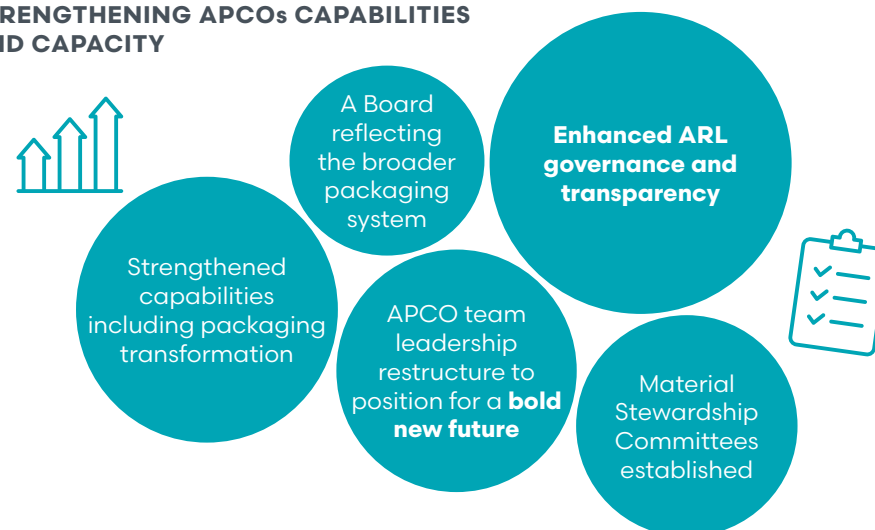 RENGTHENING APCOs CAPABILITIES
ND CAPACITY
A Board
reflecting
the broader
packaging
system
Enhanced ARL
governance and
transparency
Strengthened
capabilities
including packaging
transformation
APCO team
leadership
restructure to
position for a bold
new future
Material
Stewardship
Committees
established